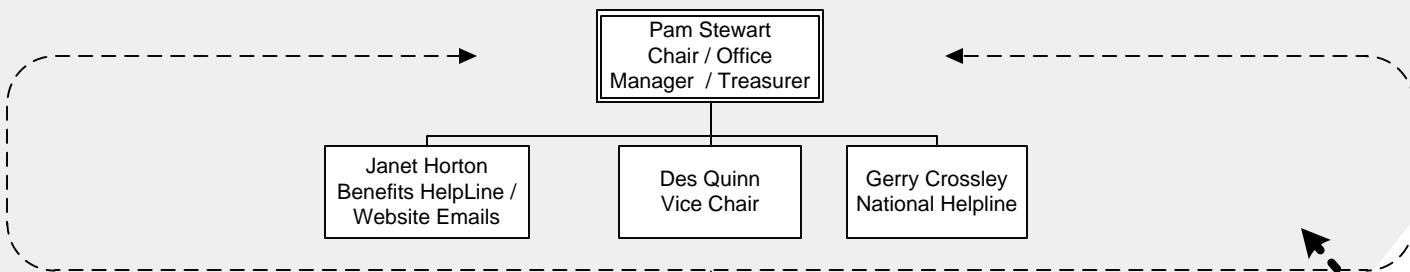 Pam Stewart
Chair / Office
Manager / Treasurer
Janet Horton
Benefits HelpLine /
Website Emails
Des Quinn
Vice Chair
Gerry Crossley
National Helpline